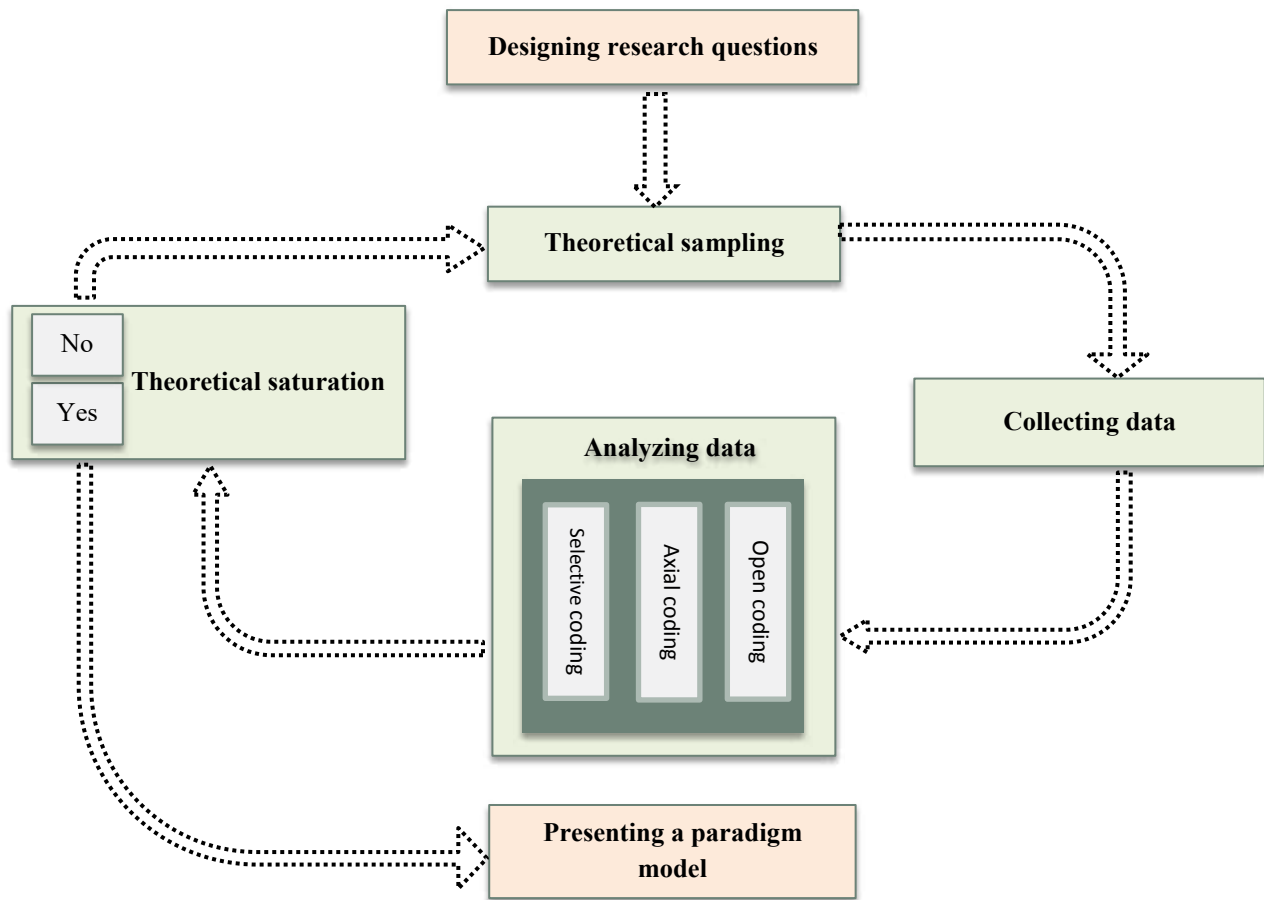 Designing research questions
Theoretical sampling
No
Theoretical saturation
Yes
Collecting data
Analyzing data
Selective coding
Axial coding
Open coding
Presenting a paradigm
model